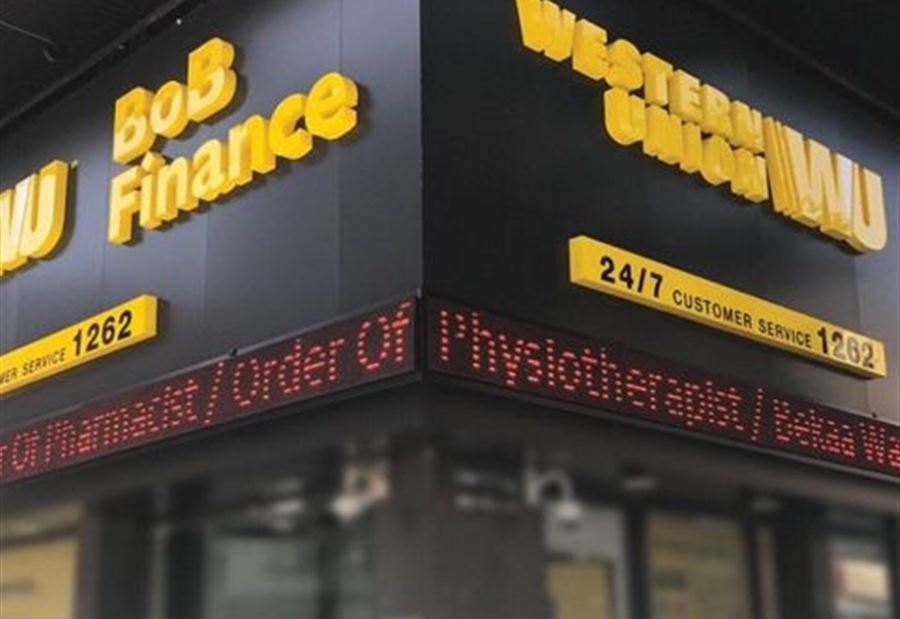 BoB
Finance
WU
MER SERVICE 1262
WESTERN
UNION WU
24/7 CUSTOMER SERVICE 1262
Of Pharmacist / Order Of Physiotherapist / Bekaa Wa